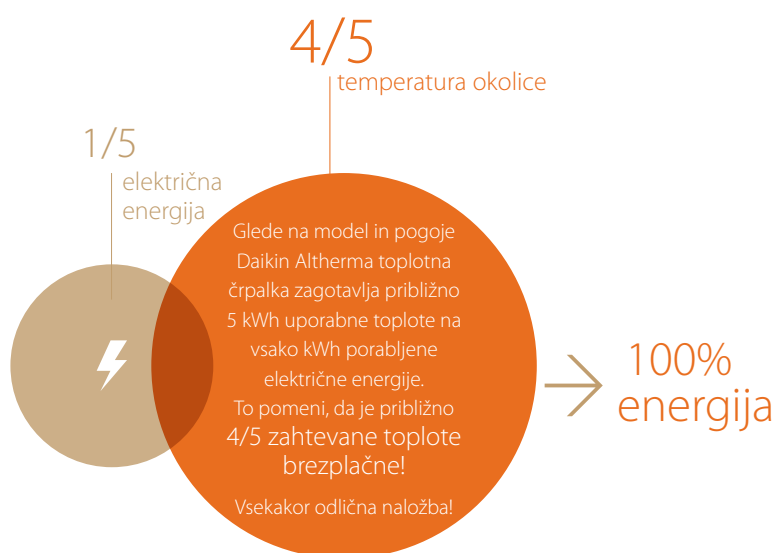 4/5
temperatura okolice
1/5
električna
energija
Glede na model in pogoje
Daikin Altherma toplotna
črpalka zagotavlja približno
5 kWh uporabne toplote na
vsako kWh porabljene
električne energije.
To pomeni, da je približno
4/5 zahtevane toplote
brezplačne!
Vsekakor odlična naložba!
100%
energija